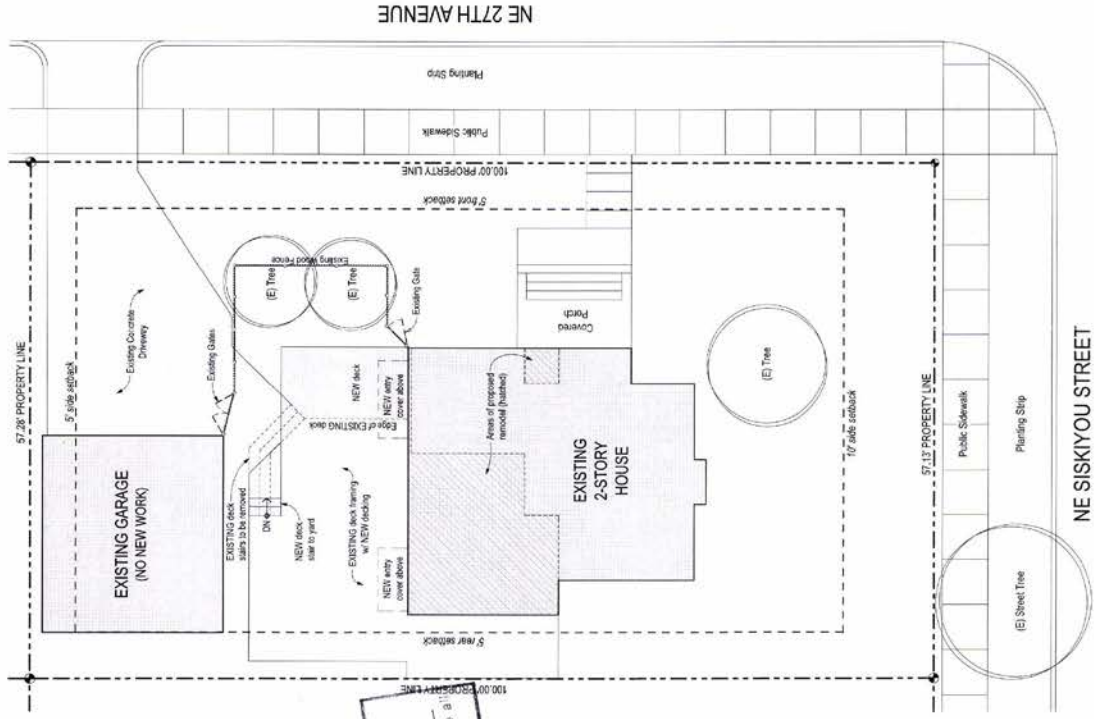 NE 27TH AVENUE
Planting Strip
Public Sidewalk
100.00' PROPERTY LINE
5' front setback
57.28' PROPERTY LINE
5' side setback
Existing Concrete
Driveway
Existing Gates
Existing Wood Fence
(E) Tree
(E) Tree
Existing Gate
Covered
Porch
EXISTING GARAGE
(NO NEW WORK)
EXISTING deck
stairs to be removed
DN
NEW deck
stair to yard
NEW deck
Edge of EXISTING deck
NEW entry
cover above
EXISTING deck framing
w/ NEW decking
NEW entry
cover above
Areas of proposed
remodel (hatched)
EXISTING
2-STORY
HOUSE
(E) Tree
10' side setback
57.13' PROPERTY LINE
Public Sidewalk
Planting Strip
(E) Street Tree
NE SISKIYOU STREET
5' rear setback
100.00' PROPERTY LINE